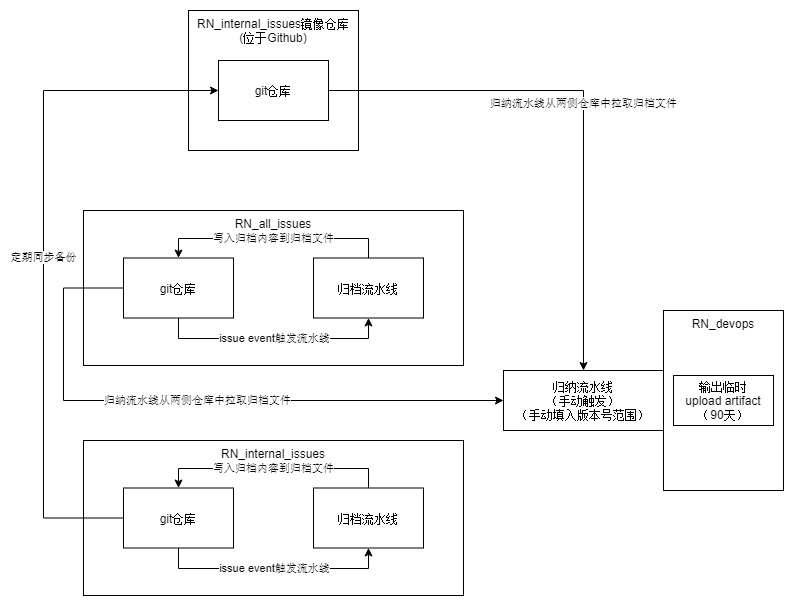 RN_internal_issues镜像仓库
(位于Github)
git仓库
归纳流水线从两侧仓库中拉取归档文件
RN_all_issues
写入归档内容到归档文件
定期同步备份
git仓库
归档流水线
issue event触发流水线
RN_devops
归纳流水线
（手动触发）
（手动填入版本号范围）
输出临时
upload artifact
（90天）
归纳流水线从两侧仓库中拉取归档文件
RN_internal_issues
写入归档内容到归档文件
git仓库
归档流水线
issue event触发流水线